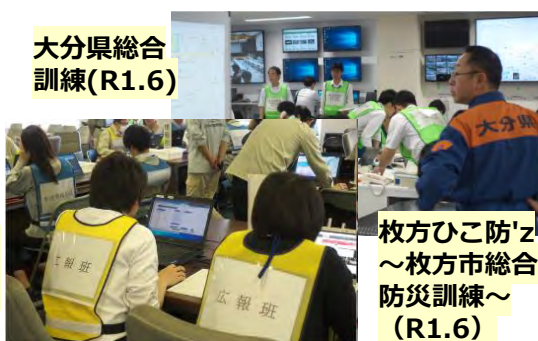 大分県総合
訓練(R1.6)
大分県
広報班
広報班
枚方ひこ防'z
～枚方市総合
防災訓練～
（R1.6）